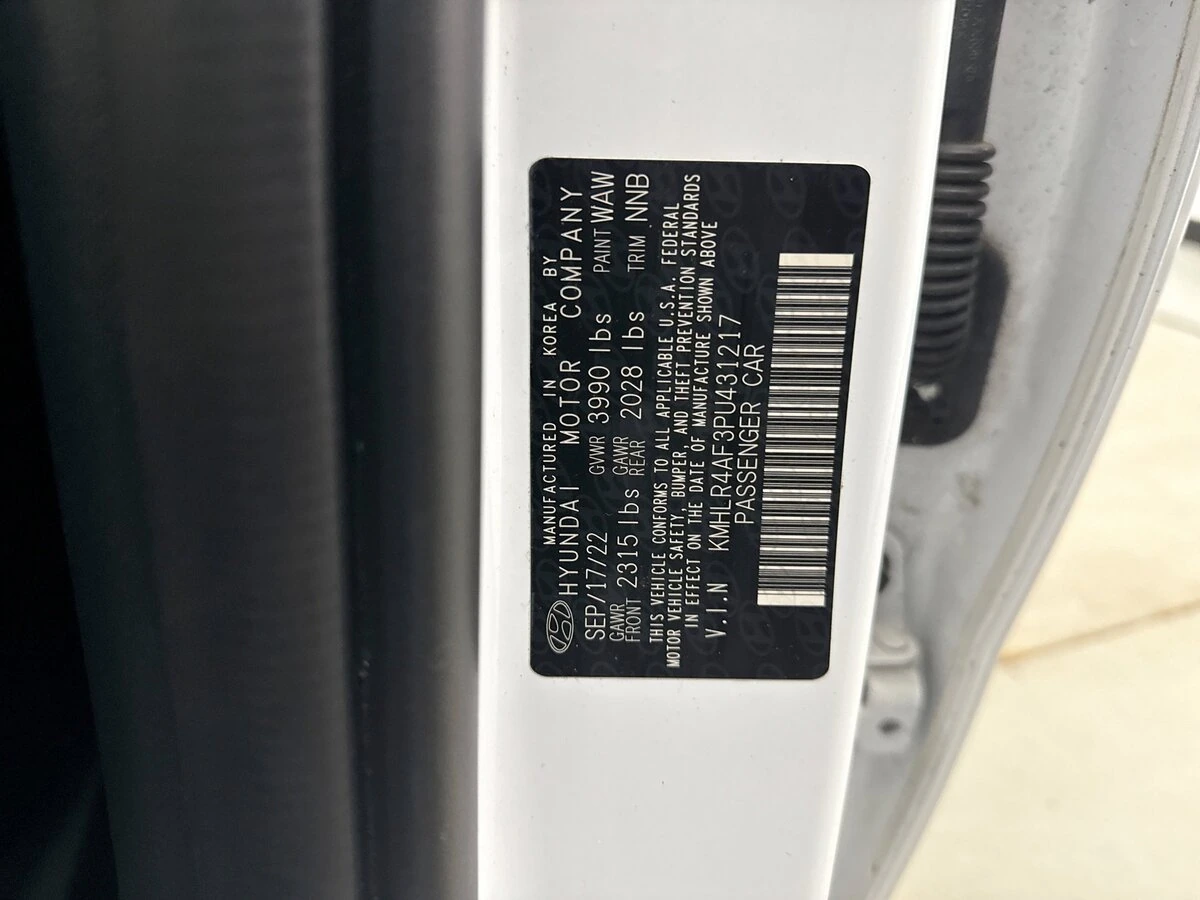 MANUFACTURED IN KOREA BY
HYUNDAI MOTOR COMPANY
SEP/17/22 GVWR 3990 lbs PAINT WAW
GAWR FRONT 2315 lbs GAWR REAR 2028 lbs TRIM NNB
THIS VEHICLE CONFORMS TO ALL APPLICABLE U.S.A. FEDERAL
MOTOR VEHICLE SAFETY, BUMPER, AND THEFT PREVENTION STANDARDS
IN EFFECT ON THE DATE OF MANUFACTURE SHOWN ABOVE
V.I.N KMHLR4AF3PU431217
PASSENGER CAR